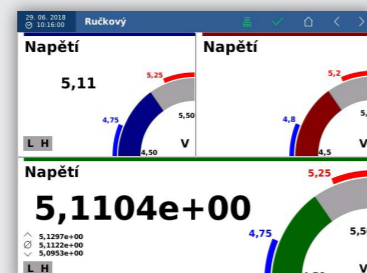 29. 06. 2018
10:16:00
Ručkový
Napětí
5,11
5,25
4,75
5,50
4,50
V
L H
Napětí
5,2
4,8
4,5
V
Napětí
5,1104e+00
5,25
4,75
V
5,1297e+00
Ø 5,1122e+00
5,0953e+00
L H